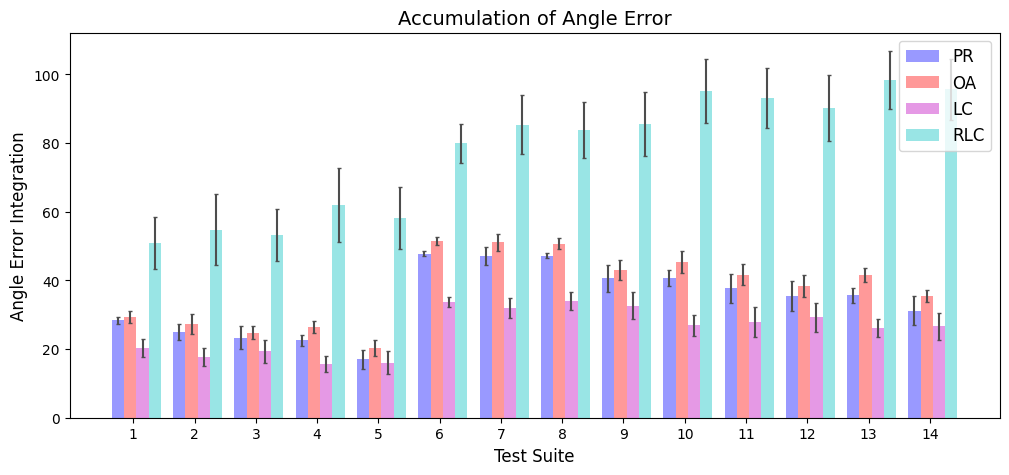 Accumulation of Angle Error
Angle Error Integration
100
80
60
40
20
0
PR
OA
LC
RLC
1 2 3 4 5 6 7 8 9 10 11 12 13 14
Test Suite